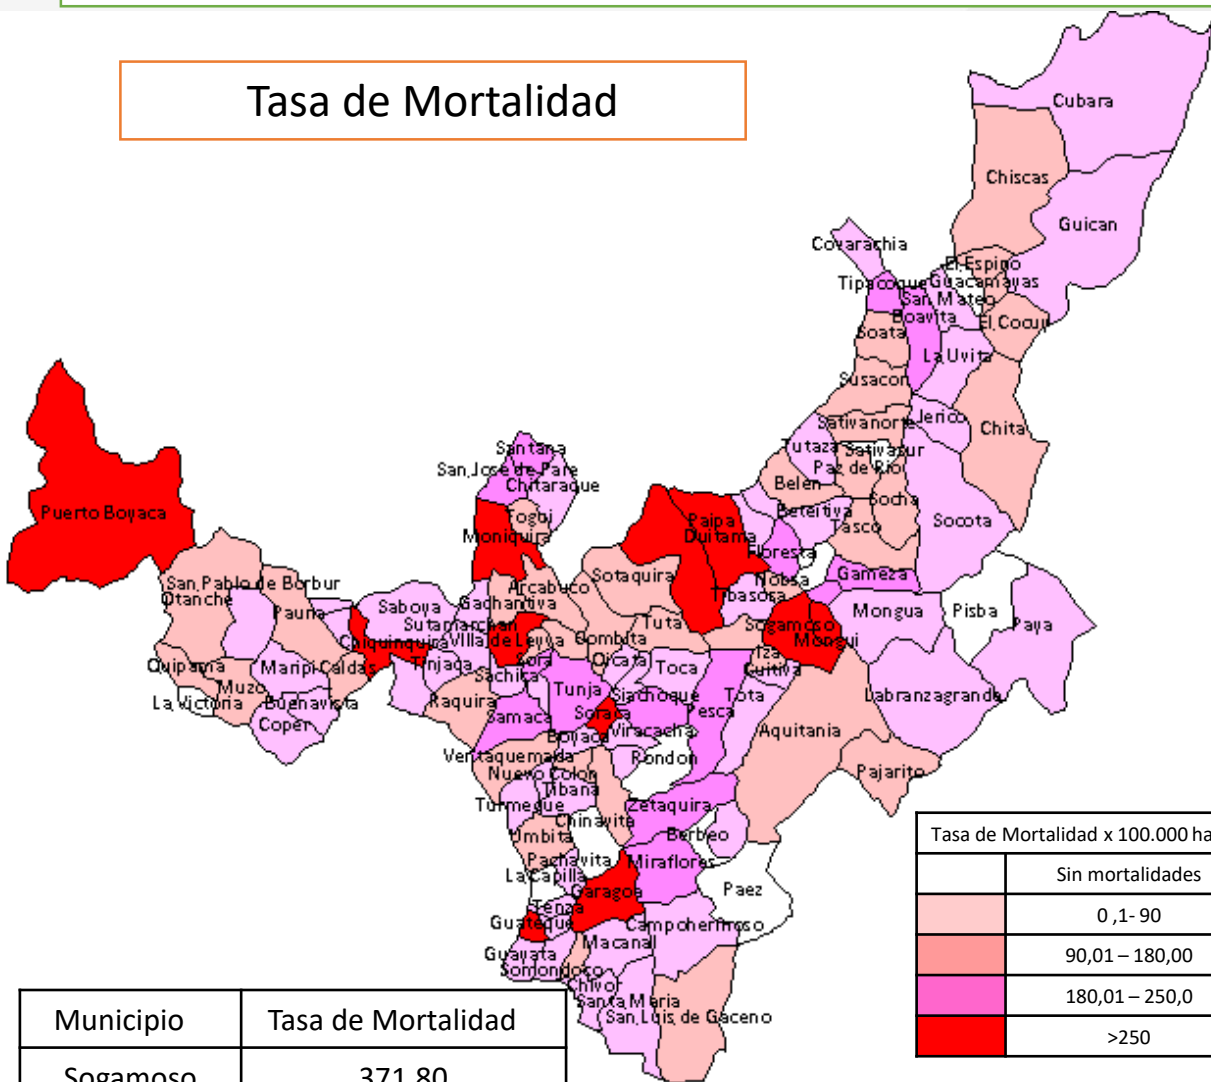 Tasa de Mortalidad
Cubara
Chiscas
Guican
Covarachia
El Espino
Tipacoque
Guacamayas
San Mateo
Boavita
El Cocuy
Soata
La Uvita
Susacon
Sativanorte
Jerico
Chita
Tutaza
Sativasur
Santana
San Jose de Pare
Paz de Rio
Chitaraque
Belen
Socha
Puerto Boyaca
Togui
Paipa
Beteitiva
Socota
Moniquira
Duitama
Tasco
Floresta
San Pablo de Borbur
Sotaquira
Nobsa
Gameza
Otanche
Arcabuco
Tibasosa
Pauna
Saboya
Gachantiva
Mongua
Pisba
Paya
Sutamarchan
Tuta
Sogamoso
Chiquinquira
Villa de Leyva
Combita
Mongui
Iza
Quipama
Maripi
Caldas
Tinjaca
Sora
Oicata
Toca
Cuitiva
Sachica
Muzo
Tunja
Siachoque
Tota
Labranzagrande
La Victoria
Buenavista
Raquira
Samaca
Soraca
Pesca
Coper
Boyaca
Viracacha
Aquitania
Ventaquemada
Rondon
Nuevo Colon
Pajarito
Tibana
Turmeque
Zetaquira
Chinavita
Umbita
Berbeo
Pachavita
Miraflores
La Capilla
Garagoa
Paez
Tenza
Guateque
Campohermoso
Macanal
Guayata
Somondoco
Chivor
Santa Maria
San Luis de Gaceno
Tasa de Mortalidad x 100.000 ha
Sin mortalidades
0 ,1- 90
90,01 – 180,00
180,01 – 250,0
>250
Municipio Tasa de Mortalidad
Sogamoso 371,80